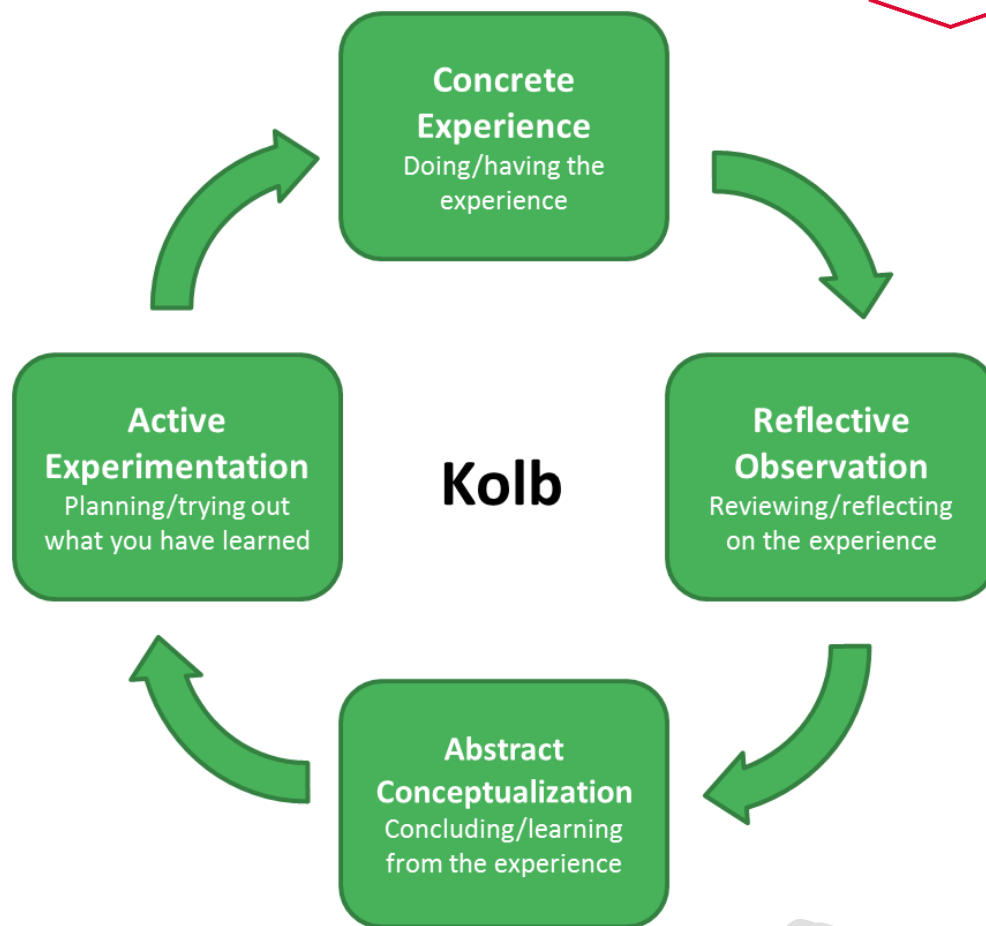 Concrete
Experience
Doing/having the
experience
Active
Experimentation
Planning/trying out
what you have learned
Kolb
Reflective
Observation
Reviewing/reflecting
on the experience
Abstract
Conceptualization
Concluding/learning
from the experience